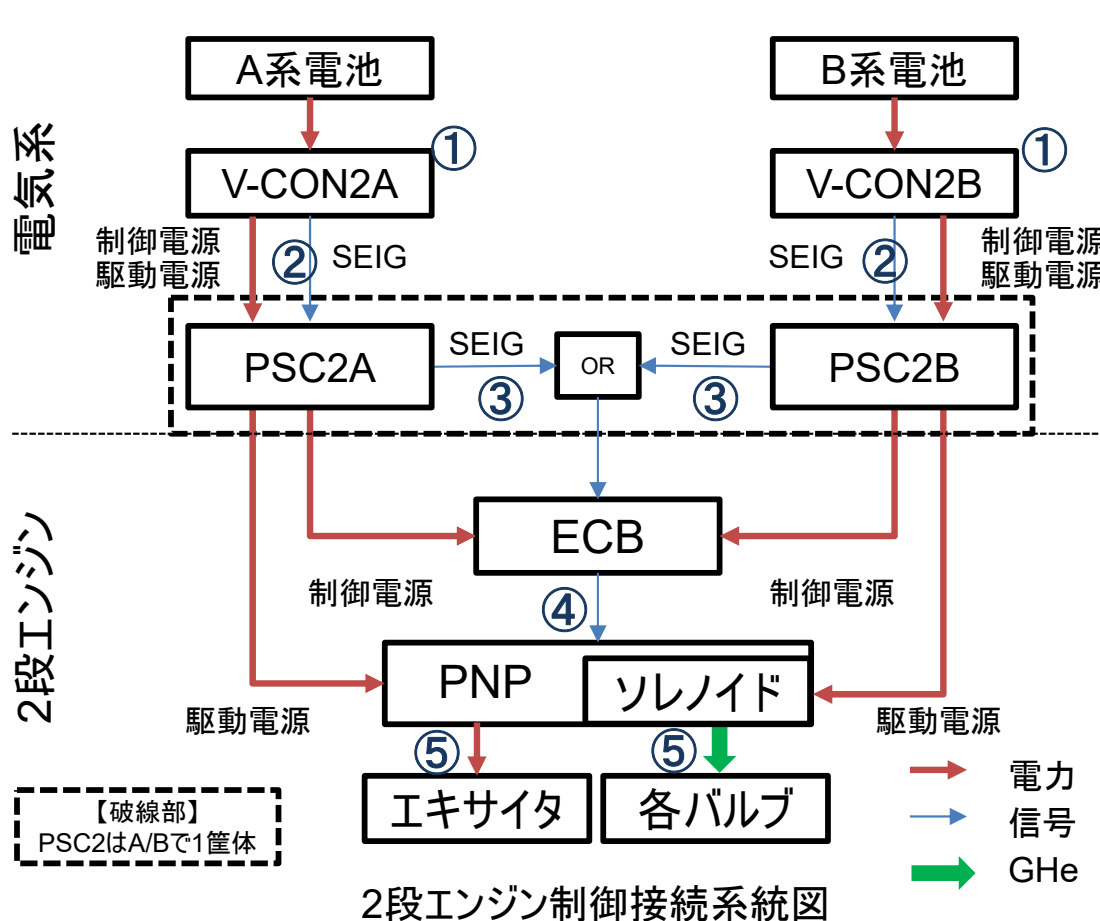 A系電池
B系電池
電気系
①
①
V-CON2A
V-CON2B
制御電源
駆動電源
②
SEIG
SEIG
②
制御電源
駆動電源
PSC2A
SEIG
③
OR
SEIG
③
PSC2B
2段エンジン
ECB
制御電源
④
制御電源
PNP
ソレノイド
駆動電源
駆動電源
⑤
⑤
エキサイタ
各バルブ
電力
信号
GHe
【破線部】
PSC2はA/Bで1筐体
2段エンジン制御接続系統図